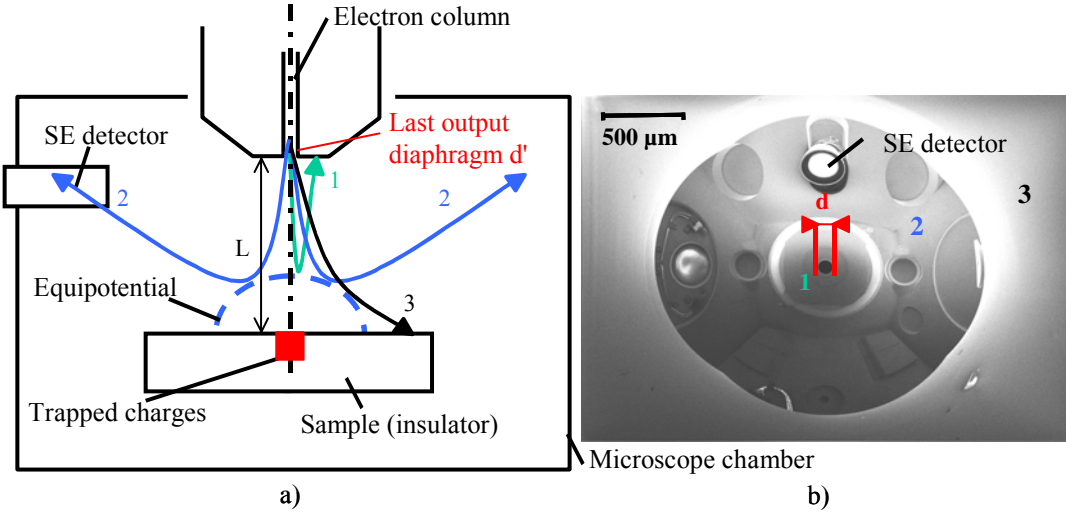 Electron column
SE detector
Last output
diaphragm d'
2
1
2
L
Equipotential
3
Trapped charges
Sample (insulator)
Microscope chamber
a)
500 µm
SE detector
3
d
2
1
b)